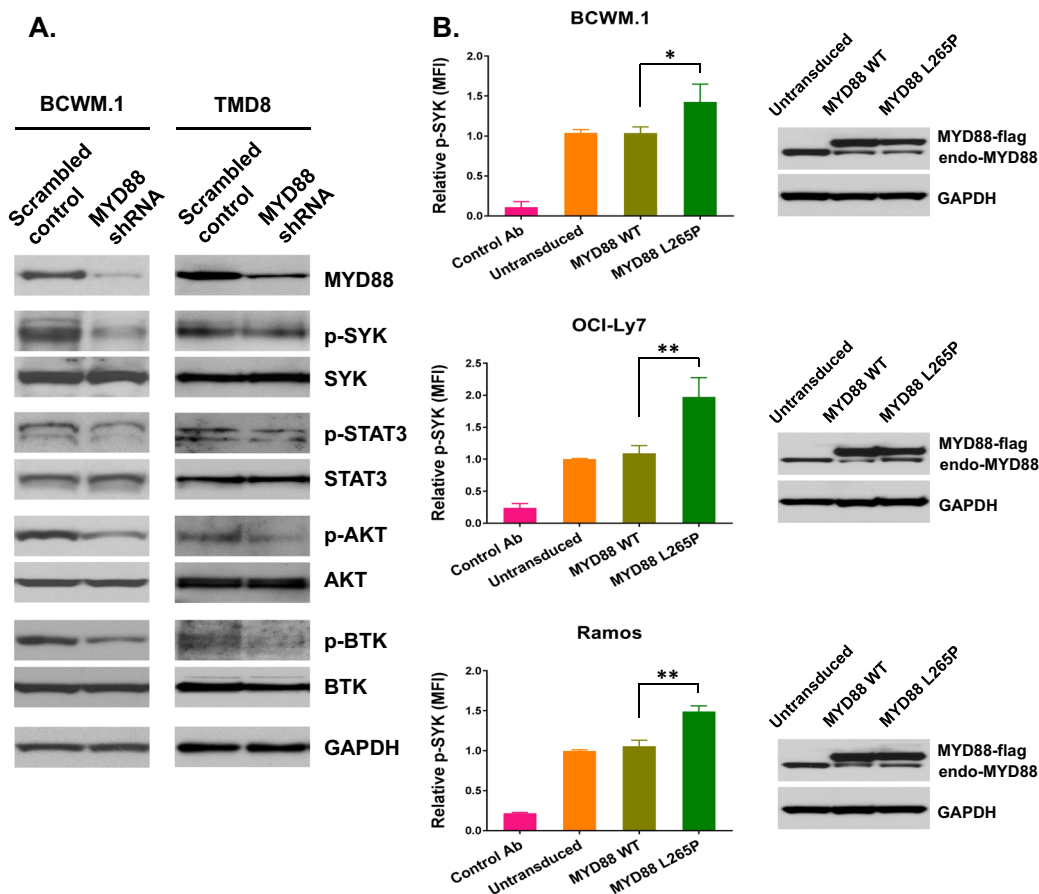 A.
BCWM.1
TMD8
Scrambled
control
MYD88
shRNA
Scrambled
control
MYD88
shRNA
MYD88
p-SYK
SYK
p-STAT3
STAT3
p-AKT
AKT
p-BTK
BTK
GAPDH
B.
BCWM.1
Relative p-SYK (MFI)
2.0
1.5
1.0
0.5
0.0
*
Control Ab
Untransduced
MYD88 WT
MYD88 L265P
Untransduced
MYD88 WT
MYD88 L265P
MYD88-flag
endo-MYD88
GAPDH
OCI-Ly7
Relative p-SYK (MFI)
2.5
2.0
1.5
1.0
0.5
0.0
**
Control Ab
Untransduced
MYD88 WT
MYD88 L265P
Untransduced
MYD88 WT
MYD88 L265P
MYD88-flag
endo-MYD88
GAPDH
Ramos
Relative p-SYK (MFI)
2.0
1.5
1.0
0.5
0.0
**
Control Ab
Untransduced
MYD88 WT
MYD88 L265P
Untransduced
MYD88 WT
MYD88 L265P
MYD88-flag
endo-MYD88
GAPDH